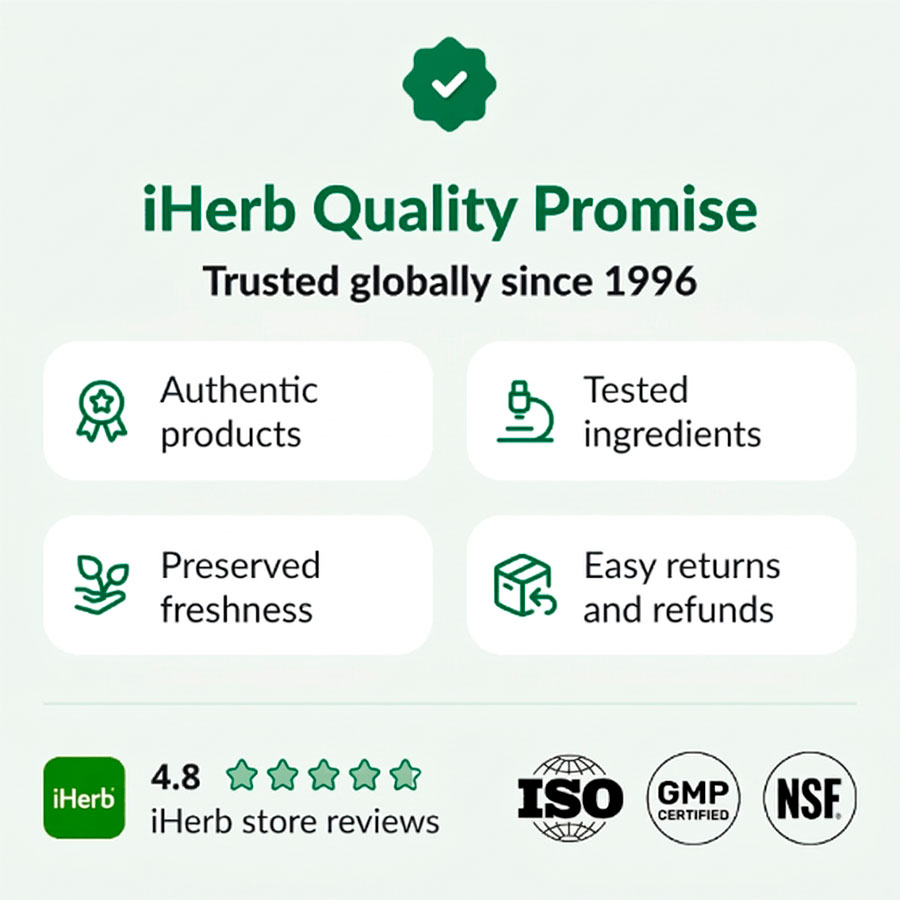 iHerb Quality Promise
Trusted globally since 1996
Authentic
products
Tested
ingredients
Preserved
freshness
Easy returns
and refunds
iHerb
4.8
iHerb store reviews
ISO
GMP
CERTIFIED
NSF®